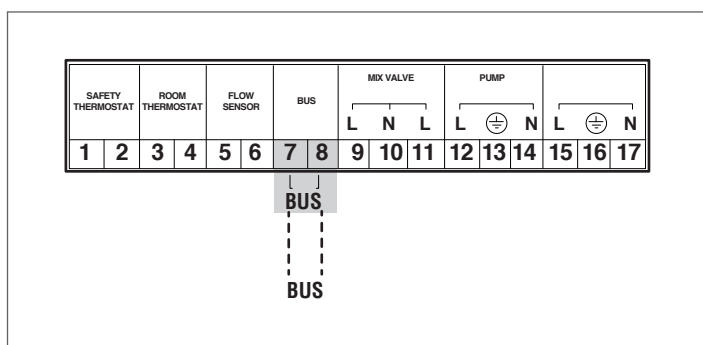 MIX VALVE PUMP
SAFETY THERMOSTAT ROOM THERMOSTAT FLOW SENSOR BUS
L N L L N L N
1 2 3 4 5 6 7 8 9 10 11 12 13 14 15 16 17
BUS
BUS